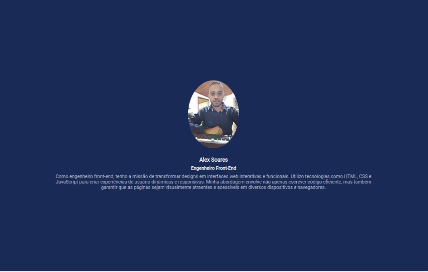 Alex Soares
Engenheiro Front-End
Como engenheiro front-end, tenho a missão de transformar designs em interfaces web interativas e funcionais. Utilizo tecnologias como HTML, CSS e
JavaScript para criar experiências de usuário dinâmicas e responsivas. Minha abordagem envolve não apenas escrever código eficiente, mas também
garantir que as páginas sejam visualmente atraentes e acessíveis em diversos dispositivos e navegadores.